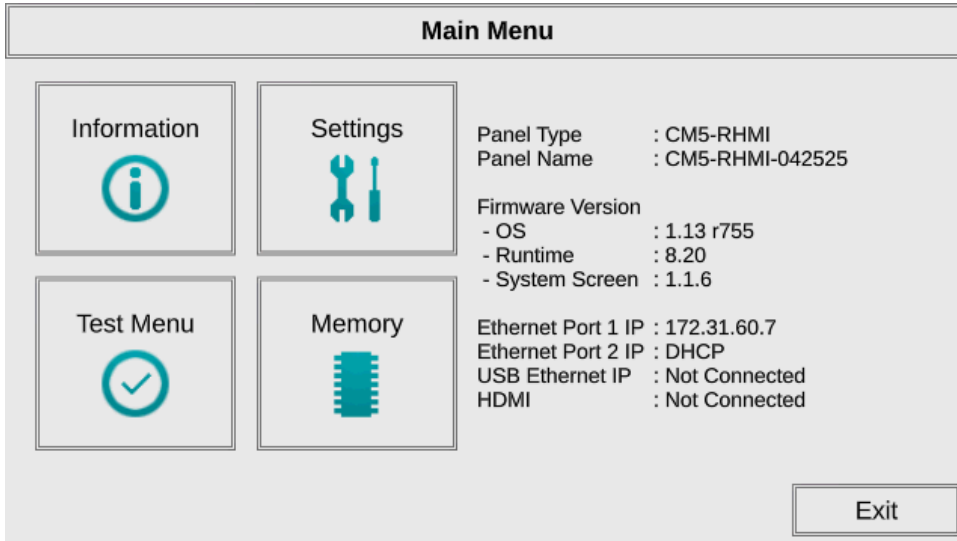 Main Menu
Information
Settings
Test Menu
Memory
Panel Type : CM5-RHMI
Panel Name : CM5-RHMI-042525
Firmware Version
- OS : 1.13 r755
- Runtime : 8.20
- System Screen : 1.1.6
Ethernet Port 1 IP : 172.31.60.7
Ethernet Port 2 IP : DHCP
USB Ethernet IP : Not Connected
HDMI : Not Connected
Exit